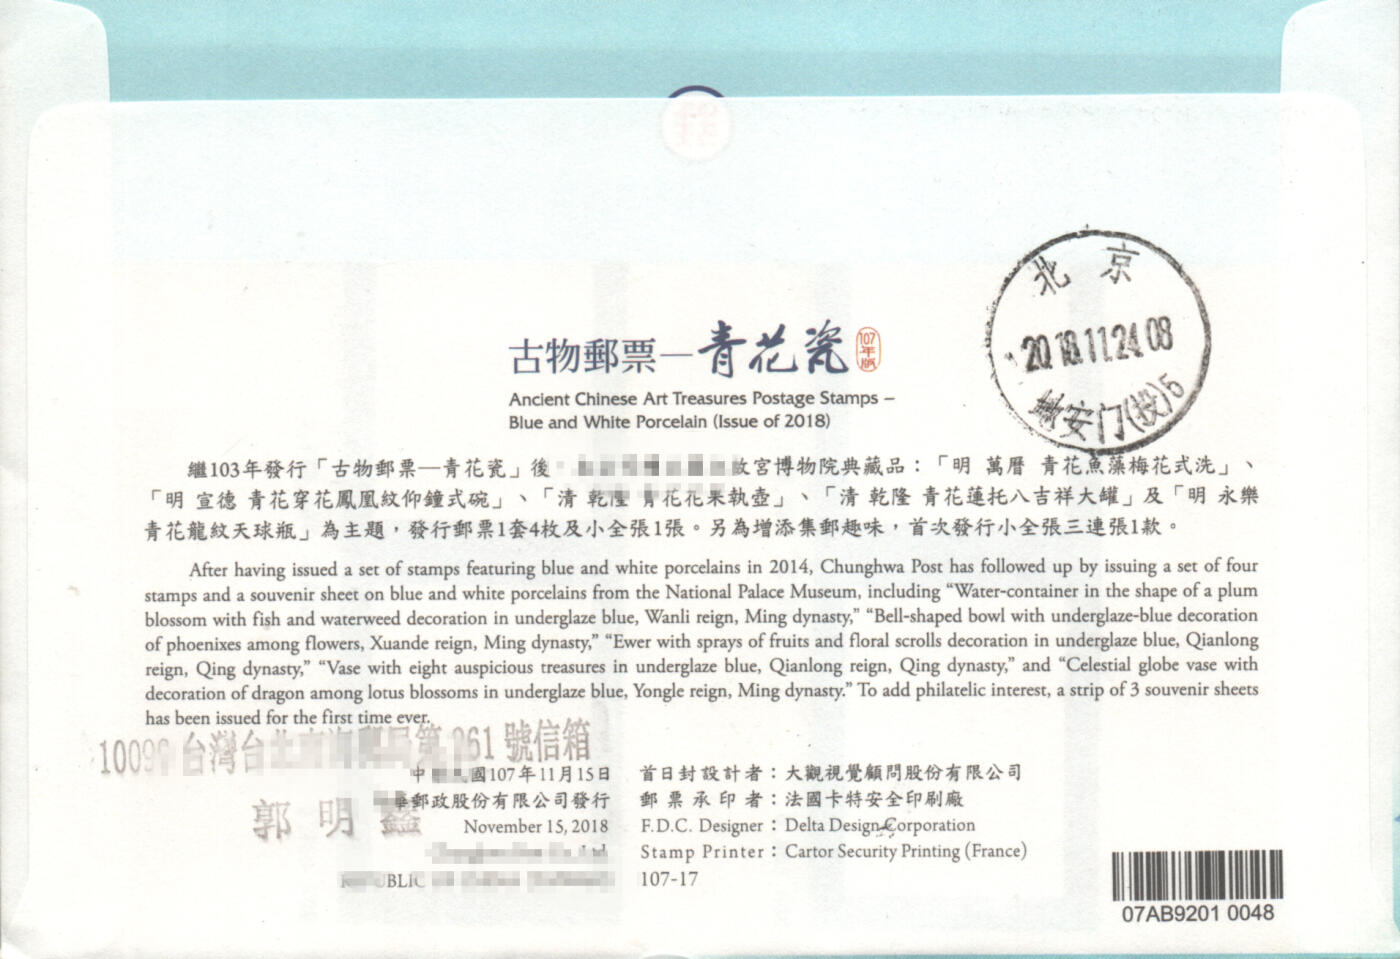 北京
2018.11.24 08
安门(投)5
古物郵票—青花瓷 107年版
Ancient Chinese Art Treasures Postage Stamps –
Blue and White Porcelain (Issue of 2018)
繼103年發行「古物郵票—青花瓷」後 故宮博物院典藏品：「明 萬曆 青花魚藻梅花式洗」、
「明 宣德 青花穿花鳳凰紋仰鐘式碗」、「清 乾隆 青花花果執壺」、「清 乾隆 青花蓮托八吉祥大罐」及「明 永樂
青花龍紋天球瓶」為主題，發行郵票1套4枚及小全張1張。另為增添集郵趣味，首次發行小全張三連張1款。
After having issued a set of stamps featuring blue and white porcelains in 2014, Chunghwa Post has followed up by issuing a set of four
stamps and a souvenir sheet on blue and white porcelains from the National Palace Museum, including “Water-container in the shape of a plum
blossom with fish and waterweed decoration in underglaze blue, Wanli reign, Ming dynasty,” “Bell-shaped bowl with underglaze-blue decoration
of phoenixes among flowers, Xuande reign, Ming dynasty,” “Ewer with sprays of fruits and floral scrolls decoration in underglaze blue, Qianlong
reign, Qing dynasty,” “Vase with eight auspicious treasures in underglaze blue, Qianlong reign, Qing dynasty,” and “Celestial globe vase with
decoration of dragon among lotus blossoms in underglaze blue, Yongle reign, Ming dynasty.” To add philatelic interest, a strip of 3 souvenir sheets
has been issued for the first time ever.
台灣台 第 61 號信箱
郭明鑫
中 國107年11月15日
華郵政股份有限公司發行
November 15, 2018
REPUBLIC
首日封設計者：大觀視覺顧問股份有限公司
郵票承印者：法國卡特安全印刷廠
F.D.C. Designer : Delta Design Corporation
Stamp Printer : Cartor Security Printing (France)
107-17
07AB9201 0048